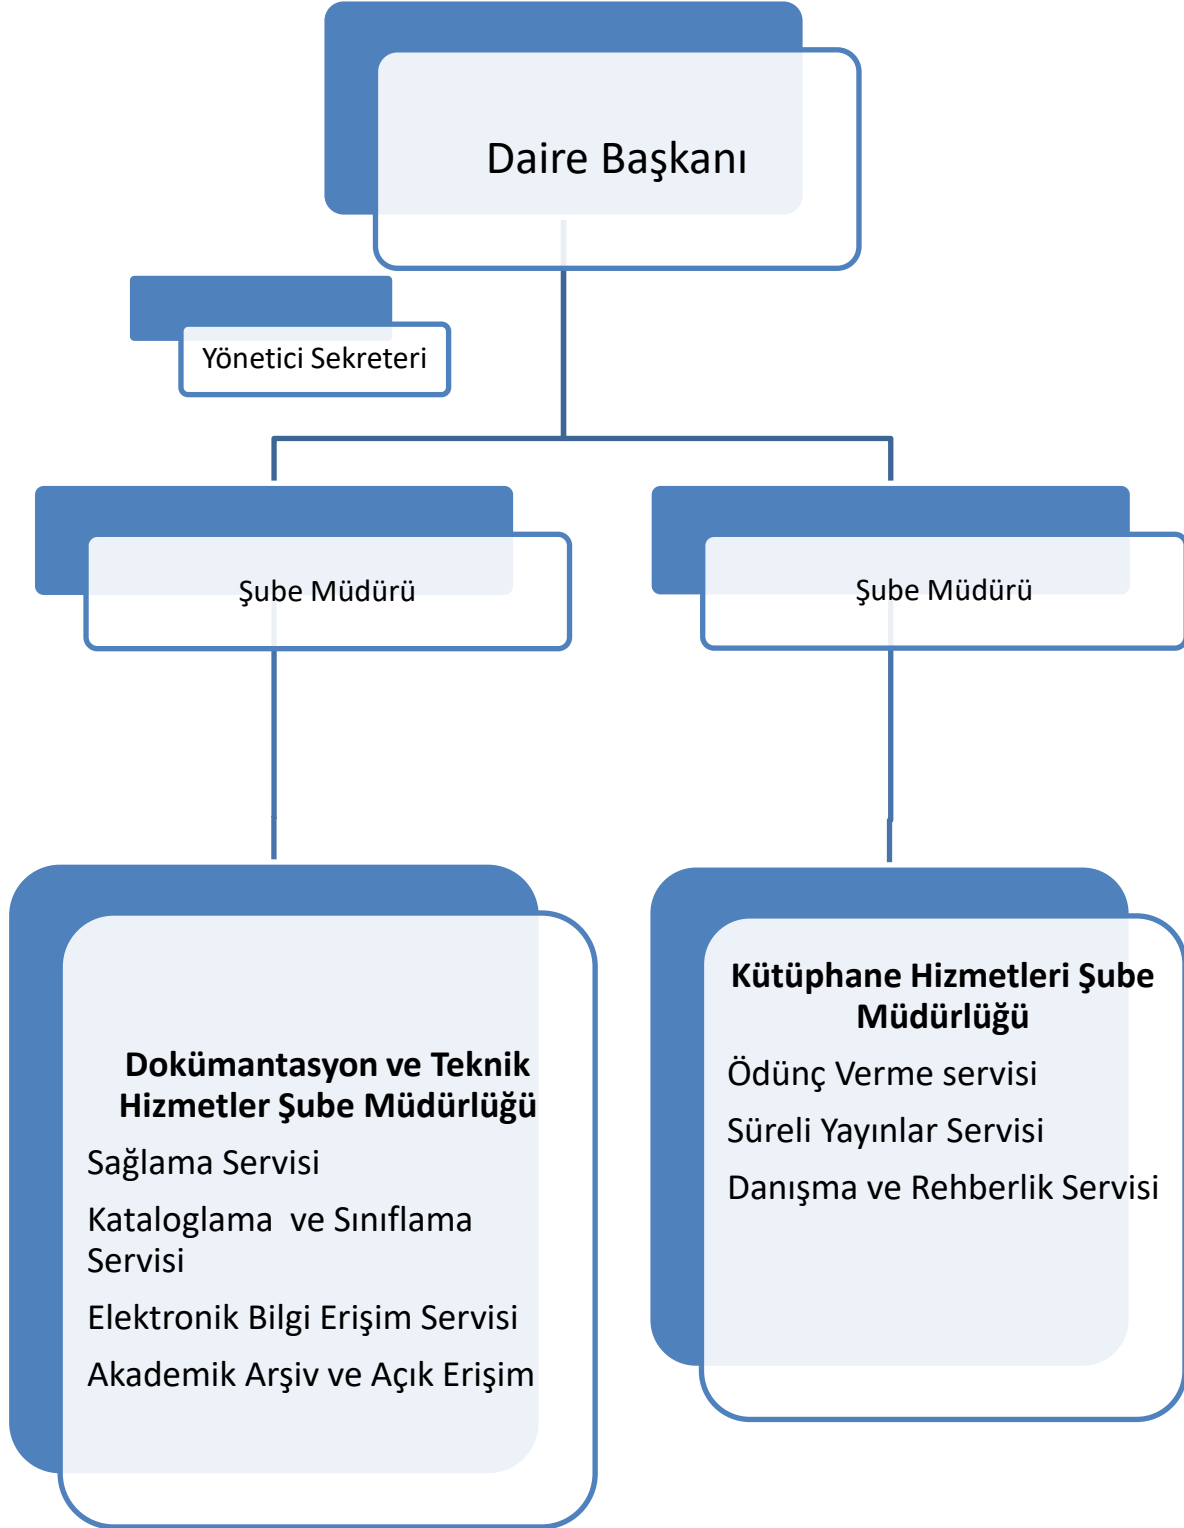 Daire Başkanı
Yönetici Sekreteri
Şube Müdürü
Şube Müdürü
Dokümantasyon ve Teknik
Hizmetler Şube Müdürlüğü
Sağlama Servisi
Kataloglama  ve Sınıflama
Servisi
Elektronik Bilgi Erişim Servisi
Akademik Arşiv ve Açık Erişim
Kütüphane Hizmetleri Şube
Müdürlüğü
Ödünç Verme servisi
Süreli Yayınlar Servisi
Danışma ve Rehberlik Servisi